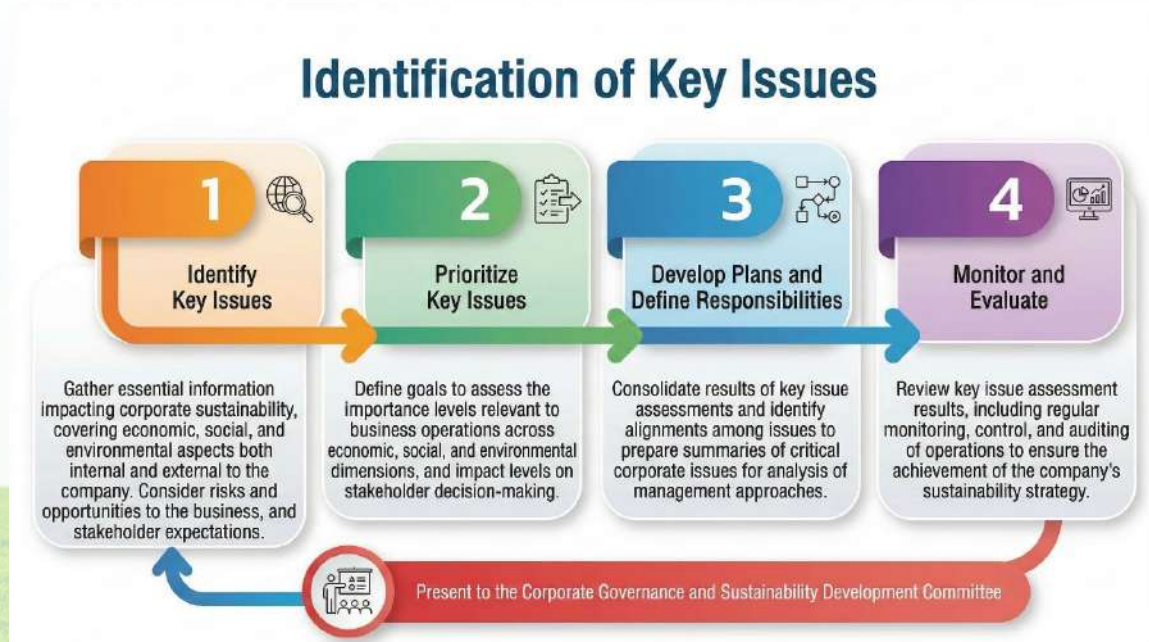 Identification of Key Issues
1
Identify
Key Issues
Gather essential information
impacting corporate sustainability,
covering economic, social, and
environmental aspects both
internal and external to the
company. Consider risks and
opportunities to the business, and
stakeholder expectations.
2
Prioritize
Key Issues
Define goals to assess the
importance levels relevant to
business operations across
economic, social, and environmental
dimensions, and impact levels on
stakeholder decision-making.
3
Develop Plans and
Define Responsibilities
Consolidate results of key issue
assessments and identify
alignments among issues to
prepare summaries of critical
corporate issues for analysis of
management approaches.
4
Monitor and
Evaluate
Review key issue assessment
results, including regular
monitoring, control, and auditing
of operations to ensure the
achievement of the company's
sustainability strategy.
Present to the Corporate Governance and Sustainability Development Committee